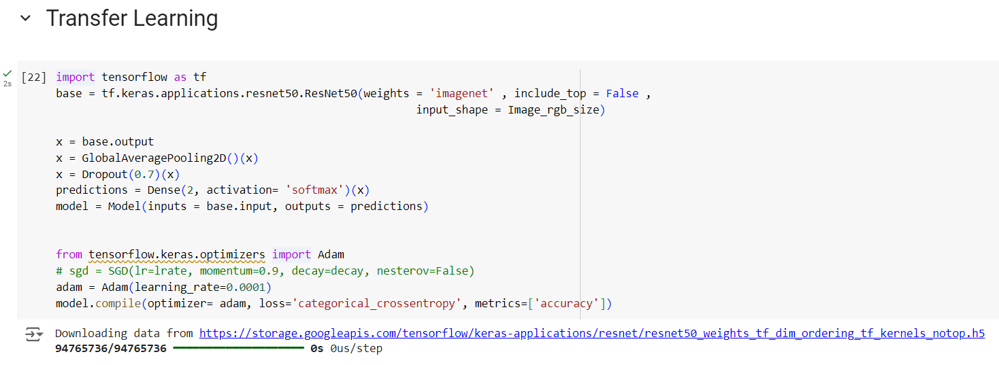 Transfer Learning
2s
[22] import tensorflow as tf
base = tf.keras.applications.resnet50.ResNet50(weights = 'imagenet' , include_top = False ,
input_shape = Image_rgb_size)
x = base.output
x = GlobalAveragePooling2D()(x)
x = Dropout(0.7)(x)
predictions = Dense(2, activation= 'softmax')(x)
model = Model(inputs = base.input, outputs = predictions)
from tensorflow.keras.optimizers import Adam
# sgd = SGD(lr=lrate, momentum=0.9, decay=decay, nesterov=False)
adam = Adam(learning_rate=0.0001)
model.compile(optimizer= adam, loss='categorical_crossentropy', metrics=['accuracy'])
Downloading data from https://storage.googleapis.com/tensorflow/keras-applications/resnet/resnet50_weights_tf_dim_ordering_tf_kernels_notop.h5
94765736/94765736 0s 0us/step